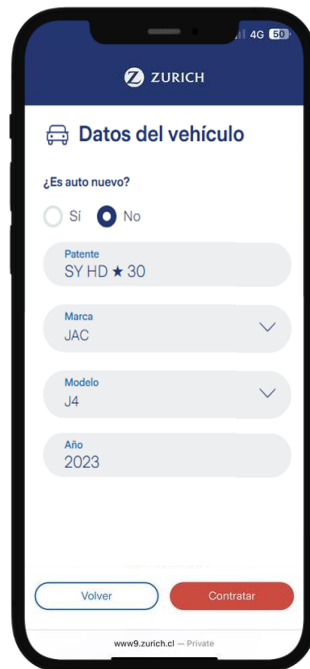 4G 50
ZURICH
Datos del vehículo
¿Es auto nuevo?
Sí No
Patente
SY HD ★ 30
Marca
JAC
Modelo
J4
Año
2023
Volver Contratar
www9.zurich.cl — Private